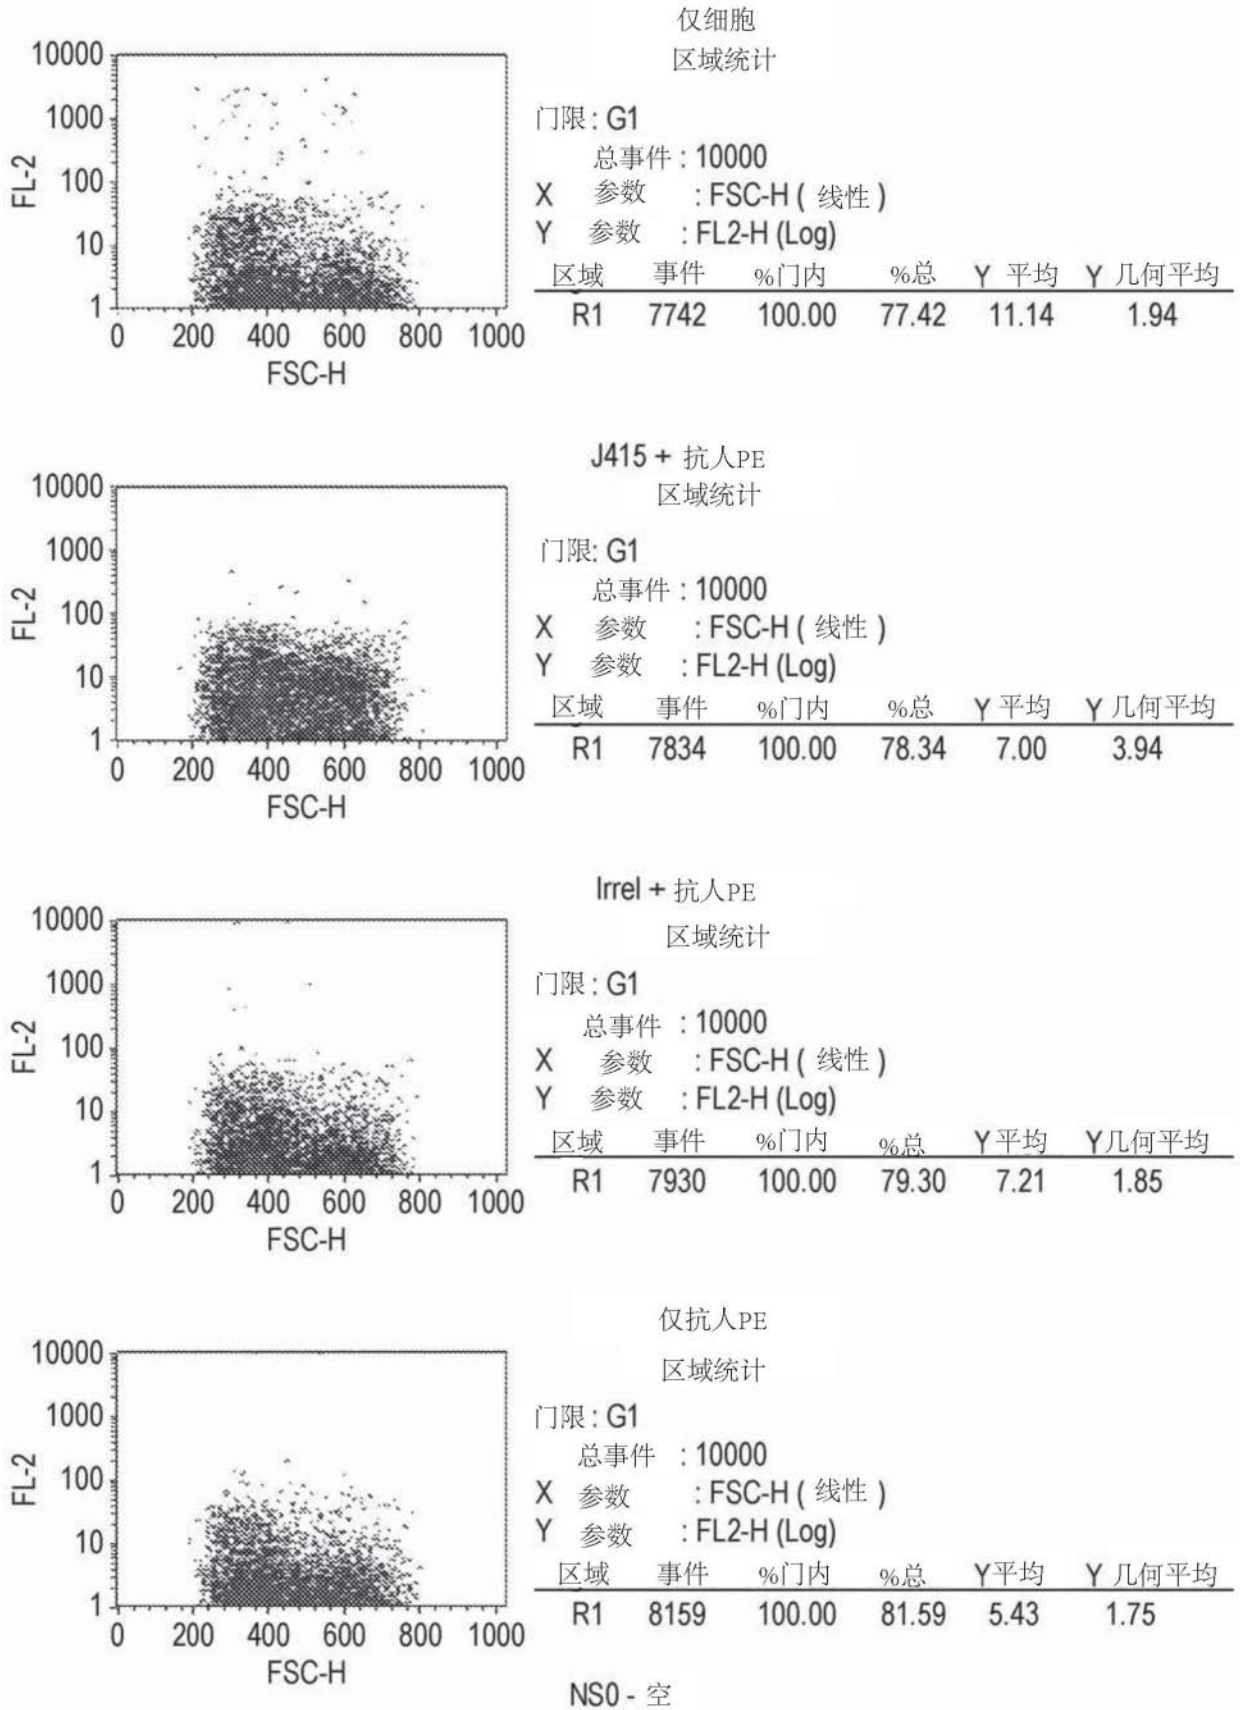 仅细胞
区域统计
10000
1000
100
10
1
FL-2
0 200 400 600 800 1000
FSC-H
门限: G1
总事件: 10000
X 参数 : FSC-H ( 线性 )
Y 参数 : FL2-H (Log)
区域 事件 %门内 %总 Y 平均 Y 几何平均
R1 7742 100.00 77.42 11.14 1.94
J415 + 抗人PE
区域统计
10000
1000
100
10
1
FL-2
0 200 400 600 800 1000
FSC-H
门限: G1
总事件: 10000
X 参数 : FSC-H ( 线性 )
Y 参数 : FL2-H (Log)
区域 事件 %门内 %总 Y 平均 Y 几何平均
R1 7834 100.00 78.34 7.00 3.94
Irrel + 抗人PE
区域统计
10000
1000
100
10
1
FL-2
0 200 400 600 800 1000
FSC-H
门限: G1
总事件 : 10000
X 参数 : FSC-H ( 线性 )
Y 参数 : FL2-H (Log)
区域 事件 %门内 %总 Y 平均 Y几何平均
R1 7930 100.00 79.30 7.21 1.85
仅抗人PE
区域统计
10000
1000
100
10
1
FL-2
0 200 400 600 800 1000
FSC-H
门限: G1
总事件 : 10000
X 参数 : FSC-H ( 线性 )
Y 参数 : FL2-H (Log)
区域 事件 %门内 %总 Y平均 Y 几何平均
R1 8159 100.00 81.59 5.43 1.75
NS0 - 空